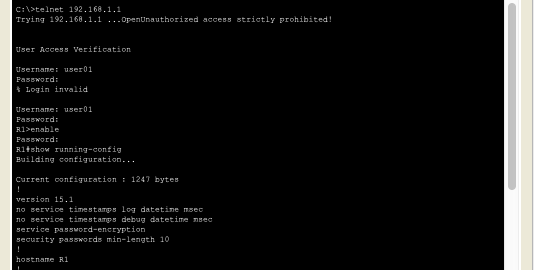 C:\>telnet 192.168.1.1
Trying 192.168.1.1 ...OpenUnauthorized access strictly prohibited!
User Access Verification
Username: user01
Password:
% Login invalid
Username: user01
Password:
R1>enable
Password:
R1#show running-config
Building configuration...
Current configuration : 1247 bytes
!
version 15.1
no service timestamps log datetime msec
no service timestamps debug datetime msec
service password-encryption
security passwords min-length 10
!
hostname R1
!